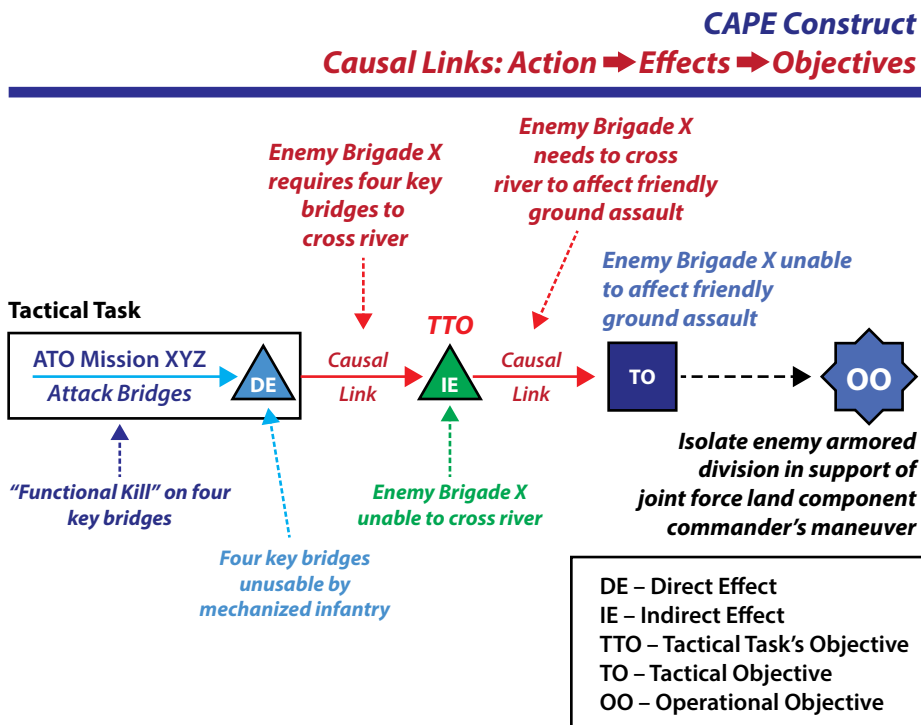 CAPE Construct
Causal Links: Action ➡ Effects ➡ Objectives
Enemy Brigade X
requires four key
bridges to
cross river
Enemy Brigade X
needs to cross
river to affect friendly
ground assault
Enemy Brigade X unable
to affect friendly
ground assault
Tactical Task
ATO Mission XYZ
Attack Bridges
DE
Causal
Link
TTO
IE
Causal
Link
TO
OO
"Functional Kill" on four
key bridges
Four key bridges
unusable by
mechanized infantry
Enemy Brigade X
unable to cross river
Isolate enemy armored
division in support of
joint force land component
commander's maneuver
DE – Direct Effect
IE – Indirect Effect
TTO – Tactical Task's Objective
TO – Tactical Objective
OO – Operational Objective